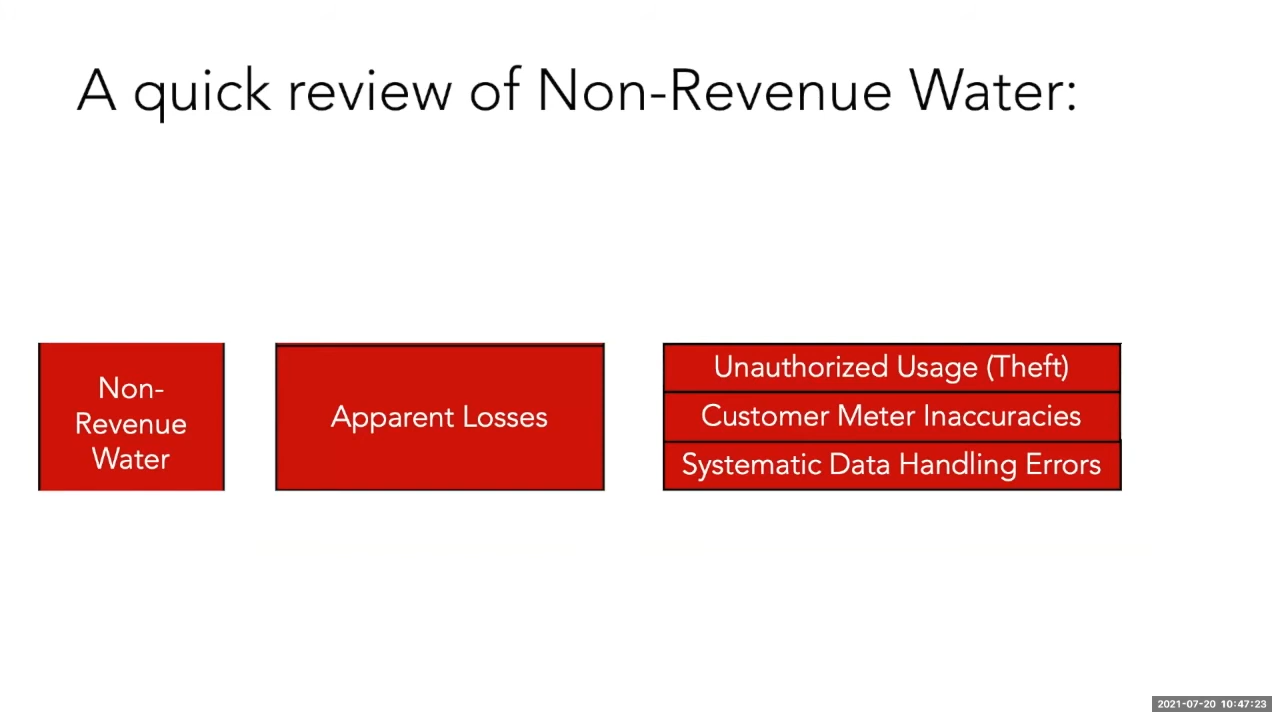 A quick review of Non-Revenue Water:
Non-
Revenue
Water
Apparent Losses
Unauthorized Usage (Theft)
Customer Meter Inaccuracies
Systematic Data Handling Errors
2021-07-20 10:47:23